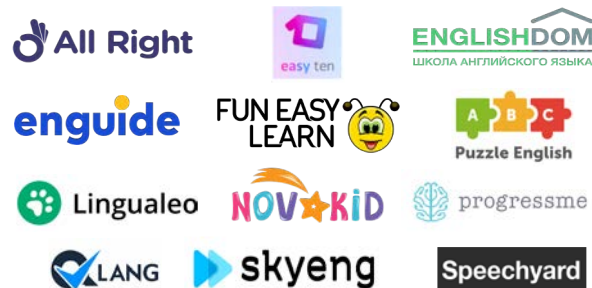 All Right
easy ten
ENGLISHDOM
ШКОЛА АНГЛИЙСКОГО ЯЗЫКА
enguide
FUN EASY
LEARN
A B C
Puzzle English
Lingualeo
NOVAKID
progressme
LANG
skyeng
Speechyard